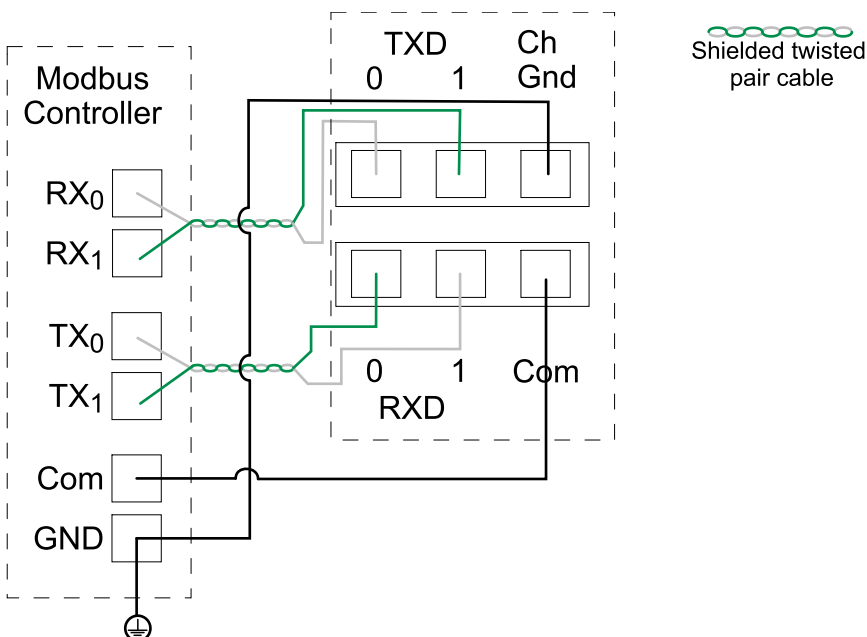 Modbus
Controller
RX0
RX1
TX0
TX1
Com
GND
TXD
Ch
0
1
Gnd
0
1
Com
RXD
Shielded twisted
pair cable